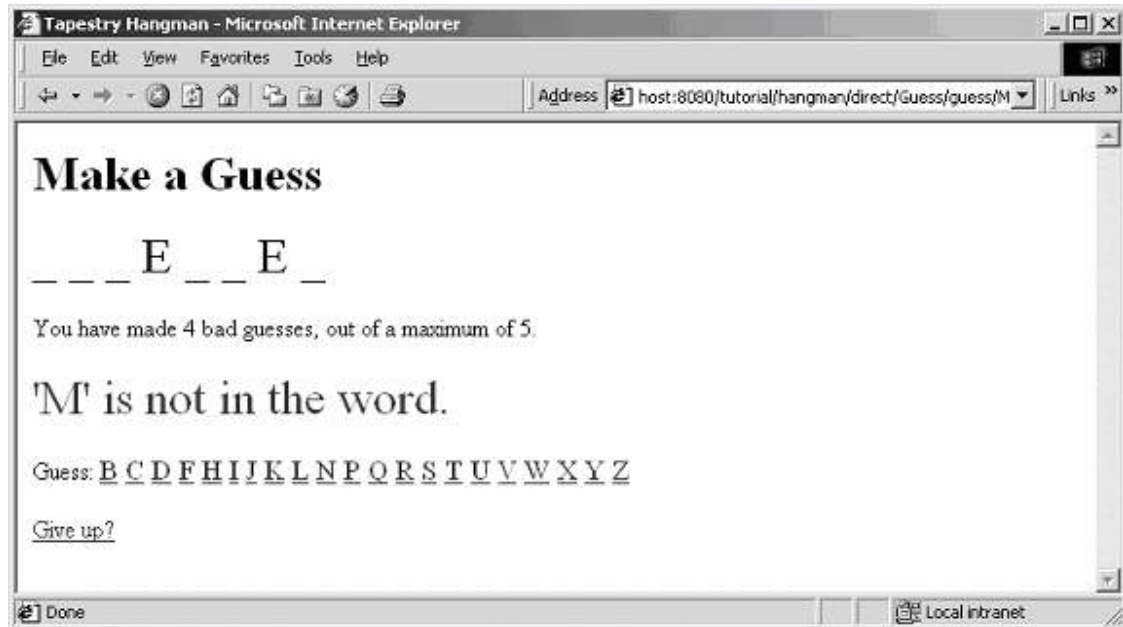 Tapestry Hangman - Microsoft Internet Explorer
File Edit View Favorites Tools Help
Address host:8080/tutorial/hangman/direct/Guess/guess/M Links »
Make a Guess
_ _ _ E _ _ E _
You have made 4 bad guesses, out of a maximum of 5.
'M' is not in the word.
Guess: B C D F H I J K L N P Q R S T U V W X Y Z
Give up?
Done Local intranet